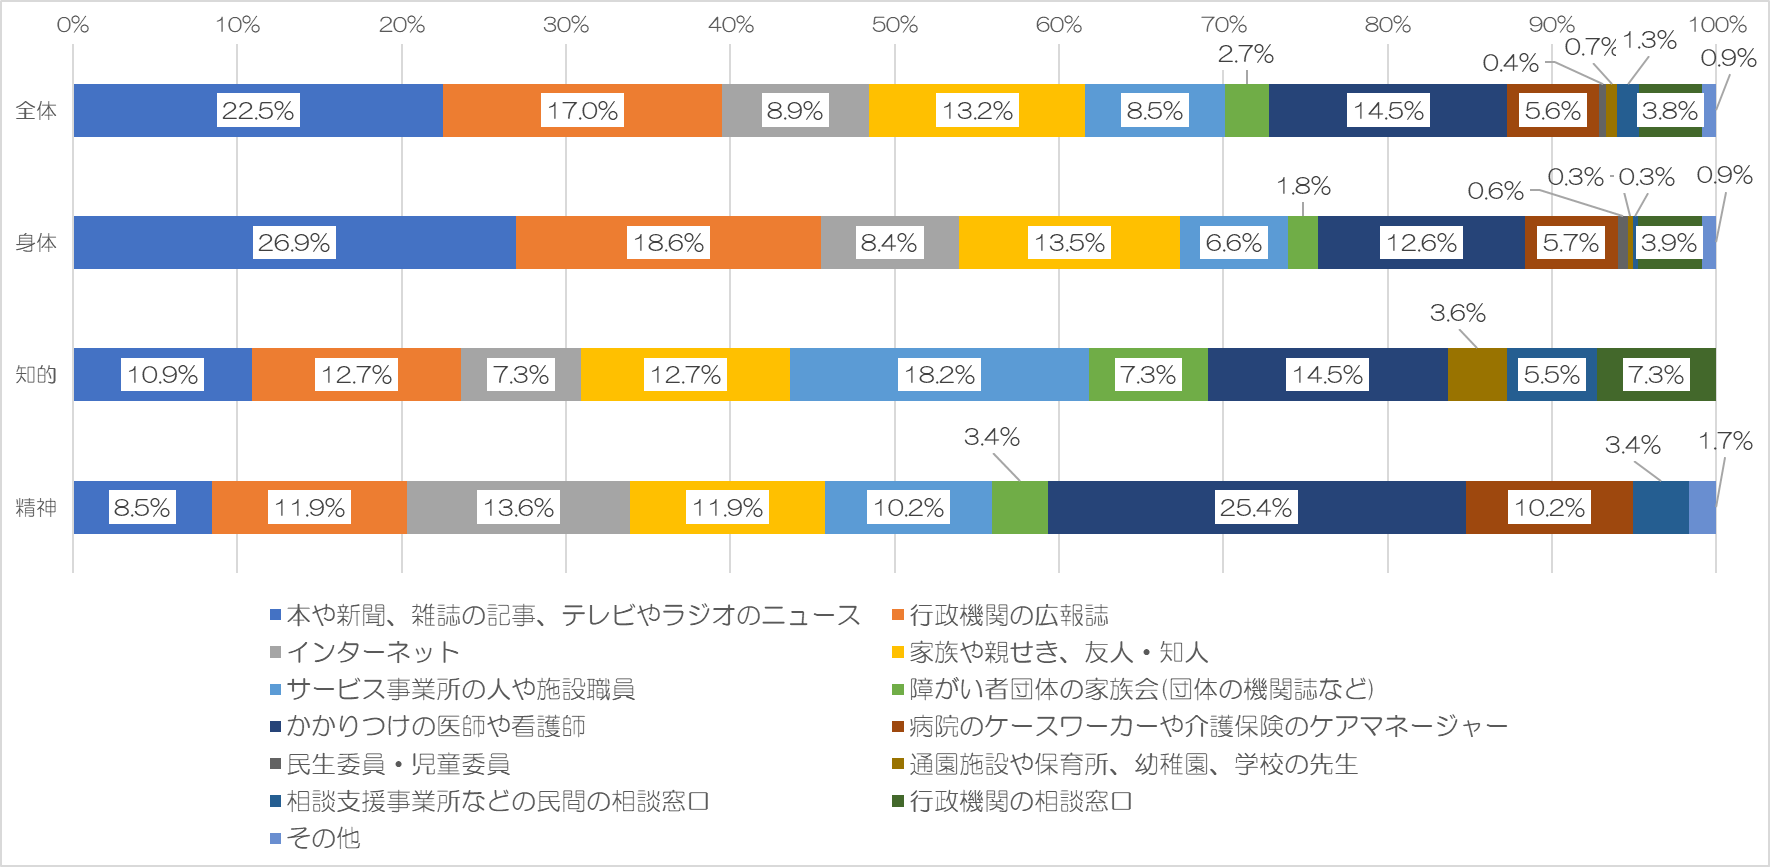 0% 10% 20% 30% 40% 50% 60% 70% 80% 90% 100%
2.7% 0.4% 0.7% 1.3% 0.9%
全体 22.5% 17.0% 8.9% 13.2% 8.5% 14.5% 5.6% 3.8%
1.8% 0.6% 0.3% 0.3% 0.9%
身体 26.9% 18.6% 8.4% 13.5% 6.6% 12.6% 5.7% 3.9%
3.6%
知的 10.9% 12.7% 7.3% 12.7% 18.2% 7.3% 14.5% 5.5% 7.3%
3.4% 3.4% 1.7%
精神 8.5% 11.9% 13.6% 11.9% 10.2% 25.4% 10.2%
本や新聞、雑誌の記事、テレビやラジオのニュース 行政機関の広報誌
インターネット 家族や親せき、友人・知人
サービス事業所の人や施設職員 障がい者団体の家族会(団体の機関誌など)
かかりつけの医師や看護師 病院のケースワーカーや介護保険のケアマネージャー
民生委員・児童委員 通園施設や保育所、幼稚園、学校の先生
相談支援事業所などの民間の相談窓口 行政機関の相談窓口
その他